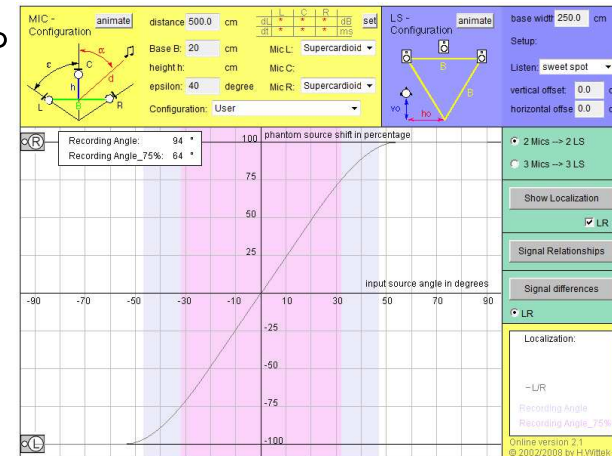 MIC - Configuration
animate
distance 500.0 cm
L C R
dL * * * dB
dt * * * ms
set
Base B: 20 cm
Mic L: Supercardioid
height h: cm
Mic C:
epsilon: 40 degree
Mic R: Supercardioid
Configuration: User
ε α C d h L B R
LS - Configuration
animate
B
B
vo
ho
base width 250.0 cm
Setup:
Listen: sweet spot
vertical offset: 0.0
horizontal offse 0.0
R
Recording Angle: 94 °
Recording Angle_75%: 64 °
100 phantom source shift in percentage
75
50
25
input source angle in degrees
-90 -70 -50 -30 -10 10 30 50 70 90
-25
-50
-75
-100
L
2 Mics --> 2 LS
3 Mics --> 3 LS
Show Localization
LR
Signal Relationships
Signal differences
LR
Localization:
- L/R
Recording Angle
Recording Angle_75%
Online version 2.1
© 2002/2008 by H.Wittek